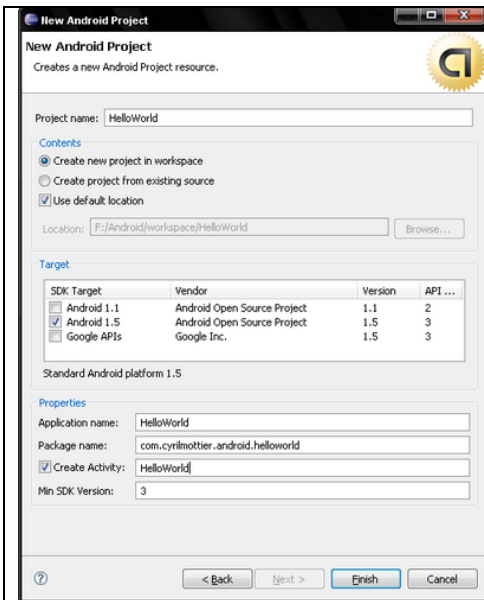 New Android Project
New Android Project
Creates a new Android Project resource.
Project name: HelloWorld
Contents
Create new project in workspace
Create project from existing source
Use default location
Location: F:/Android/workspace/HelloWorld Browse...
Target
SDK Target Vendor Version API ...
Android 1.1 Android Open Source Project 1.1 2
Android 1.5 Android Open Source Project 1.5 3
Google APIs Google Inc. 1.5 3
Standard Android platform 1.5
Properties
Application name: HelloWorld
Package name: com.cyrilmottier.android.helloworld
Create Activity: HelloWorld
Min SDK Version: 3
? < Back Next > Finish Cancel